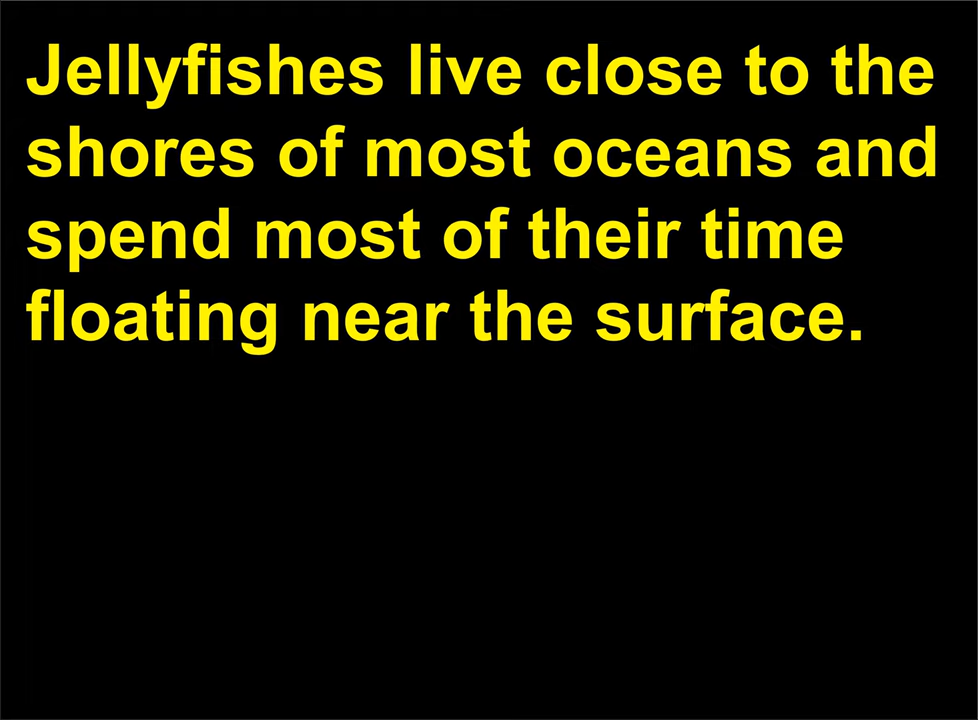 Jellyfishes live close to the
shores of most oceans and
spend most of their time
floating near the surface.